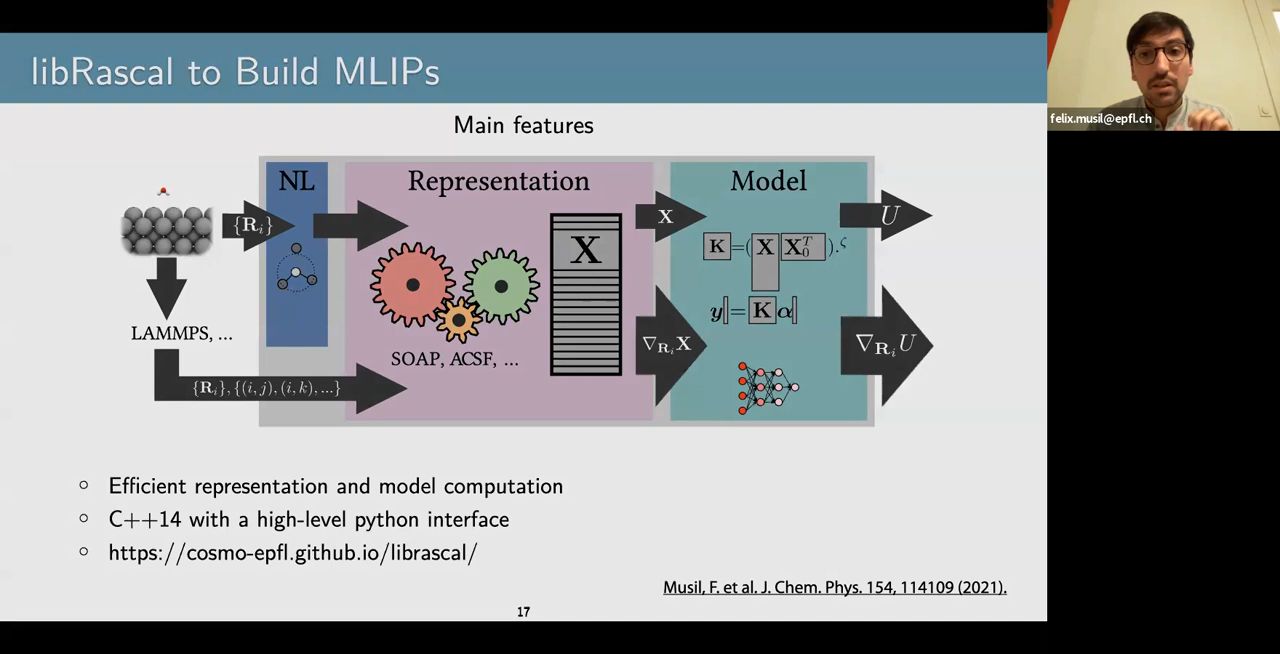 libRascal to Build MLIPs
felix.musil@epfl.ch
Main features
NL
Representation
Model
{R_i}
X
X
U
K=(X X_0^T).^ζ
y=Kα
LAMMPS, ...
SOAP, ACSF, ...
∇_{R_i}X
∇_{R_i}U
{R_i},{(i,j),(i,k),...}
○ Efficient representation and model computation
○ C++14 with a high-level python interface
○ https://cosmo-epfl.github.io/librascal/
Musil, F. et al. J. Chem. Phys. 154, 114109 (2021).
17